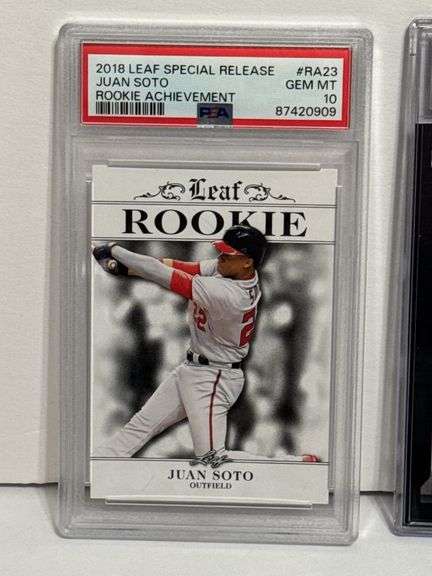 2018 LEAF SPECIAL RELEASE #RA23
JUAN SOTO GEM MT
ROOKIE ACHIEVEMENT 10
PSA 87420909
Leaf
ROOKIE
22
Leaf
JUAN SOTO
OUTFIELD